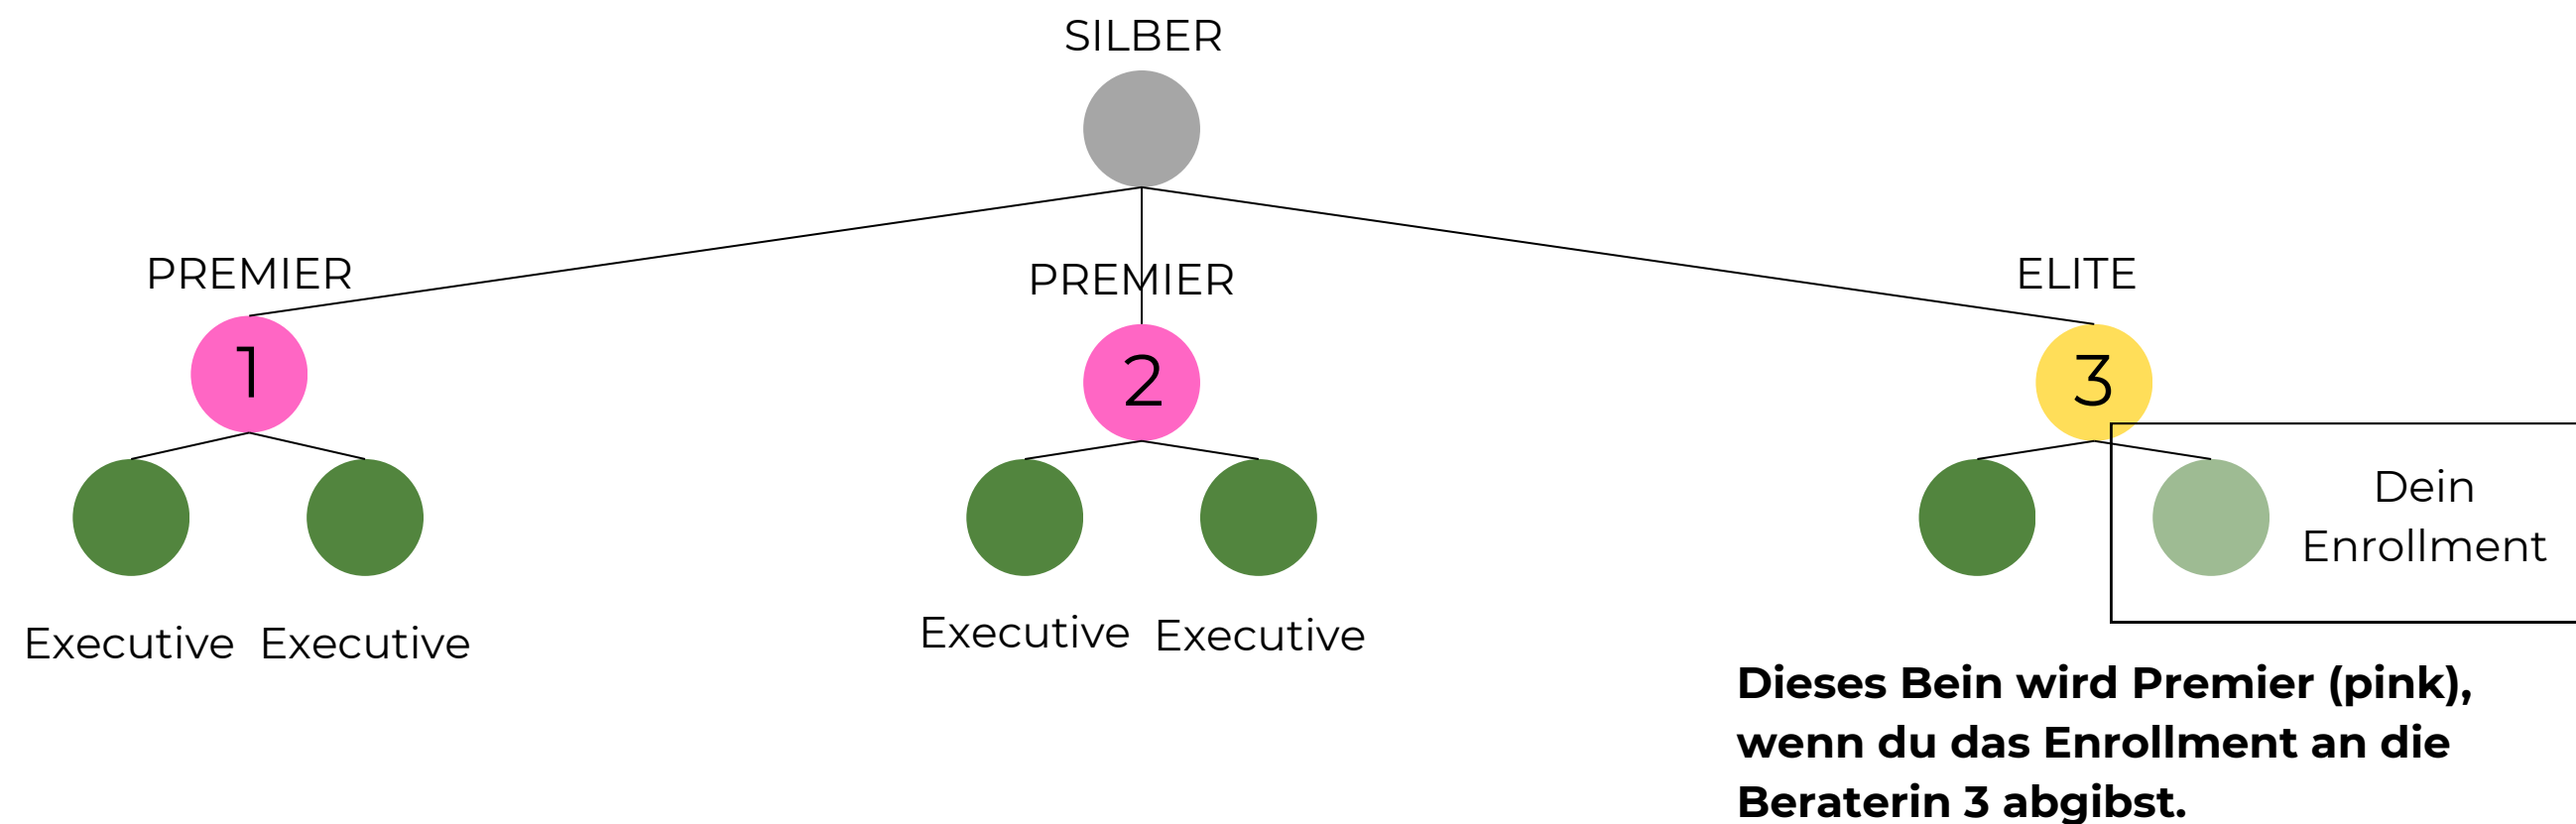 SILBER
PREMIER
PREMIER
ELITE
1
2
3
Dein
Enrollment
Executive
Executive
Executive
Executive
Dieses Bein wird Premier (pink),
wenn du das Enrollment an die
Beraterin 3 abgibst.